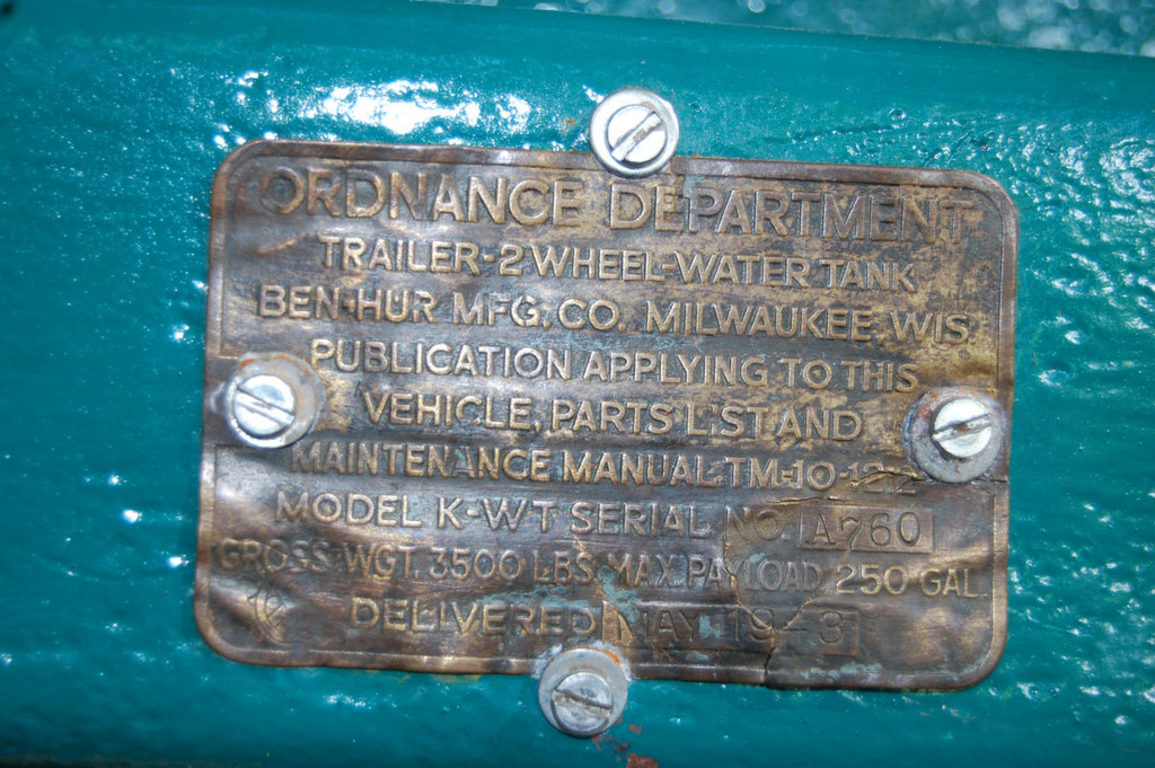 ORDNANCE DEPARTMENT
TRAILER-2 WHEEL-WATER TANK
BEN-HUR MFG. CO. MILWAUKEE, WIS.
PUBLICATION APPLYING TO THIS
VEHICLE, PARTS LIST AND
MAINTENANCE MANUAL-TM-10-1212
MODEL K-WT SERIAL NO. A760
GROSS WGT. 3500 LBS. MAX. PAYLOAD 250 GAL.
DELIVERED MAY 1943